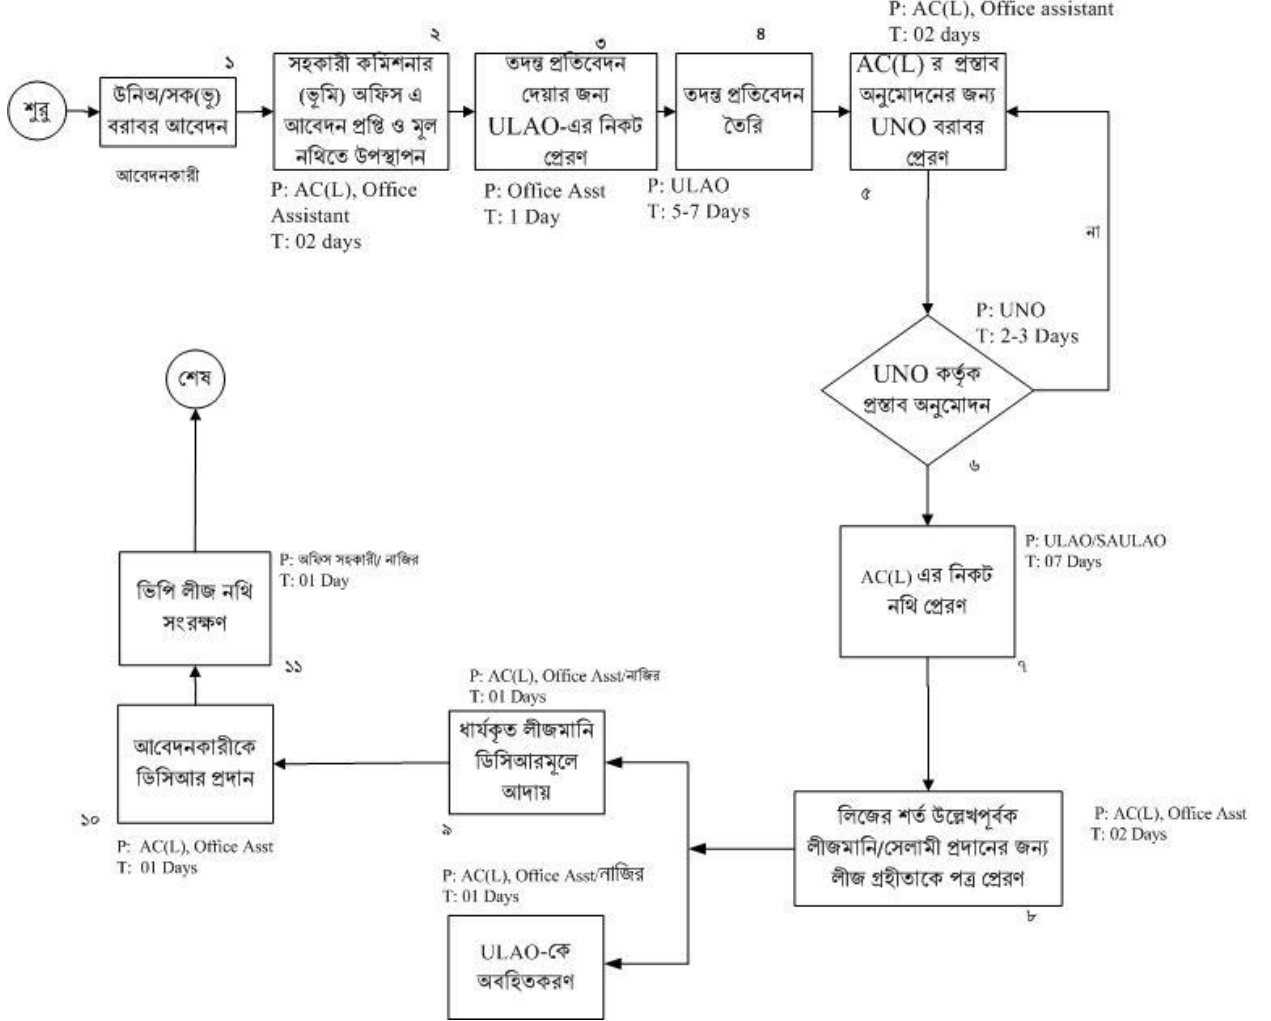 শুরু
১
উনিঅ/সক(ভূ)
বরাবর আবেদন
আবেদনকারী
২
সহকারী কমিশনার
(ভূমি) অফিস এ
আবেদন প্রপ্তি ও মূল
নথিতে উপস্থাপন
P: AC(L), Office
Assistant
T: 02 days
৩
তদন্ত প্রতিবেদন
দেয়ার জন্য
ULAO-এর নিকট
প্রেরণ
P: Office Asst
T: 1 Day
৪
তদন্ত প্রতিবেদন
তৈরি
P: ULAO
T: 5-7 Days
P: AC(L), Office assistant
T: 02 days
AC(L) র প্রস্তাব
অনুমোদনের জন্য
UNO বরাবর
প্রেরণ
৫
না
P: UNO
T: 2-3 Days
UNO কর্তৃক
প্রস্তাব অনুমোদন
৬
P: ULAO/SAULAO
T: 07 Days
AC(L) এর নিকট
নথি প্রেরণ
৭
P: AC(L), Office Asst
T: 02 Days
লিজের শর্ত উল্লেখপূর্বক
লীজমানি/সেলামী প্রদানের জন্য
লীজ গ্রহীতাকে পত্র প্রেরণ
৮
P: AC(L), Office Asst/নাজির
T: 01 Days
ধার্যকৃত লীজমানি
ডিসিআরমূলে
আদায়
৯
P: AC(L), Office Asst/নাজির
T: 01 Days
ULAO-কে
অবহিতকরণ
আবেদনকারীকে
ডিসিআর প্রদান
১০
P: AC(L), Office Asst
T: 01 Days
P: অফিস সহকারী/ নাজির
T: 01 Day
ভিপি লীজ নথি
সংরক্ষণ
১১
শেষ